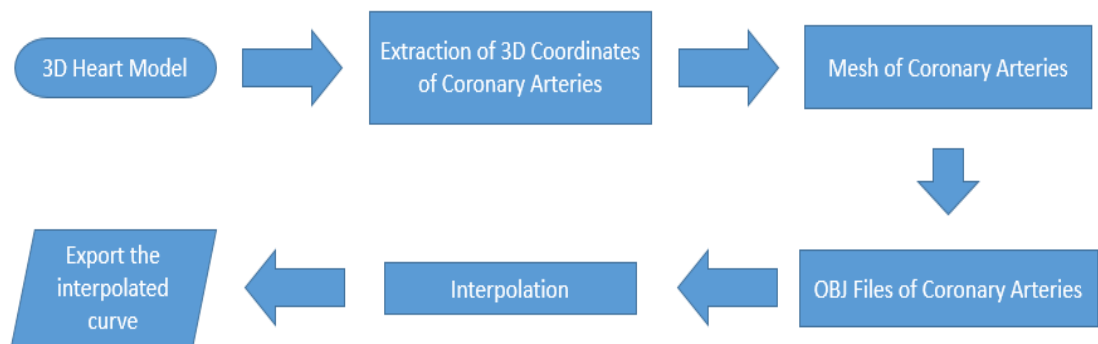 3D Heart Model
Extraction of 3D Coordinates
of Coronary Arteries
Mesh of Coronary Arteries
OBJ Files of Coronary Arteries
Interpolation
Export the
interpolated
curve